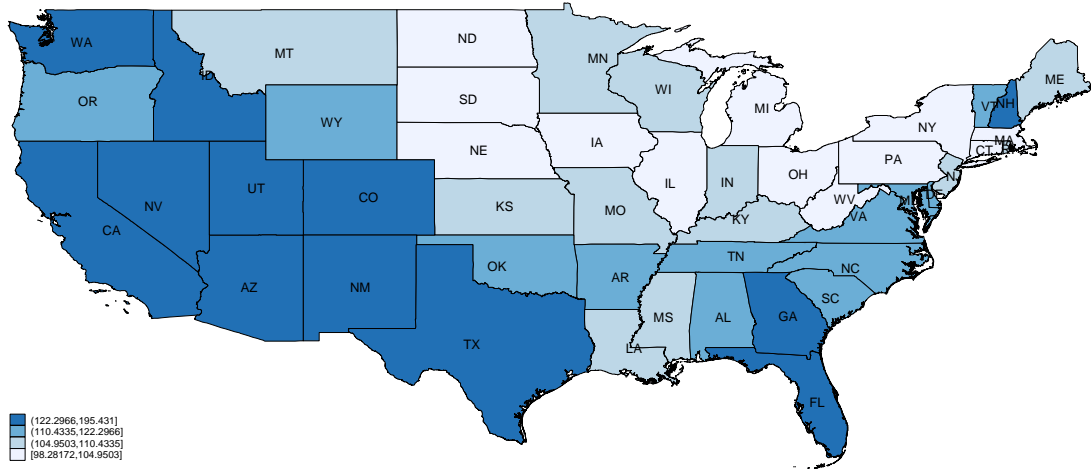 WA
ND
MT
MN
ME
ID
WI
OR
SD
VT
NH
MI
WY
NY
MA
IA
CT
NE
PA
OH
IL
IN
UT
CO
NV
WV
DE
KS
MO
VA
KY
CA
TN
OK
NC
AR
AZ
NM
SC
MS
AL
GA
TX
LA
FL
(122.2966,195.431]
(110.4335,122.2966]
(104.9503,110.4335]
[98.28172,104.9503]